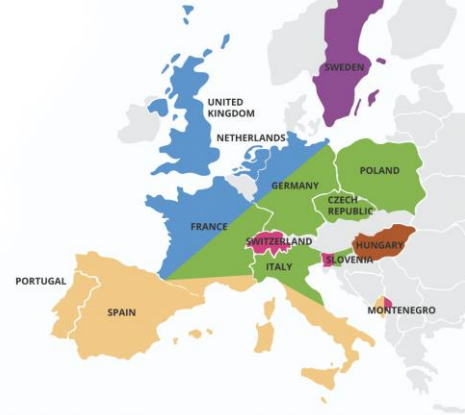 SWEDEN
UNITED
KINGDOM
NETHERLANDS
POLAND
GERMANY
CZECH
REPUBLIC
FRANCE
SWITZERLAND
HUNGARY
SLOVENIA
ITALY
PORTUGAL
SPAIN
MONTENEGRO